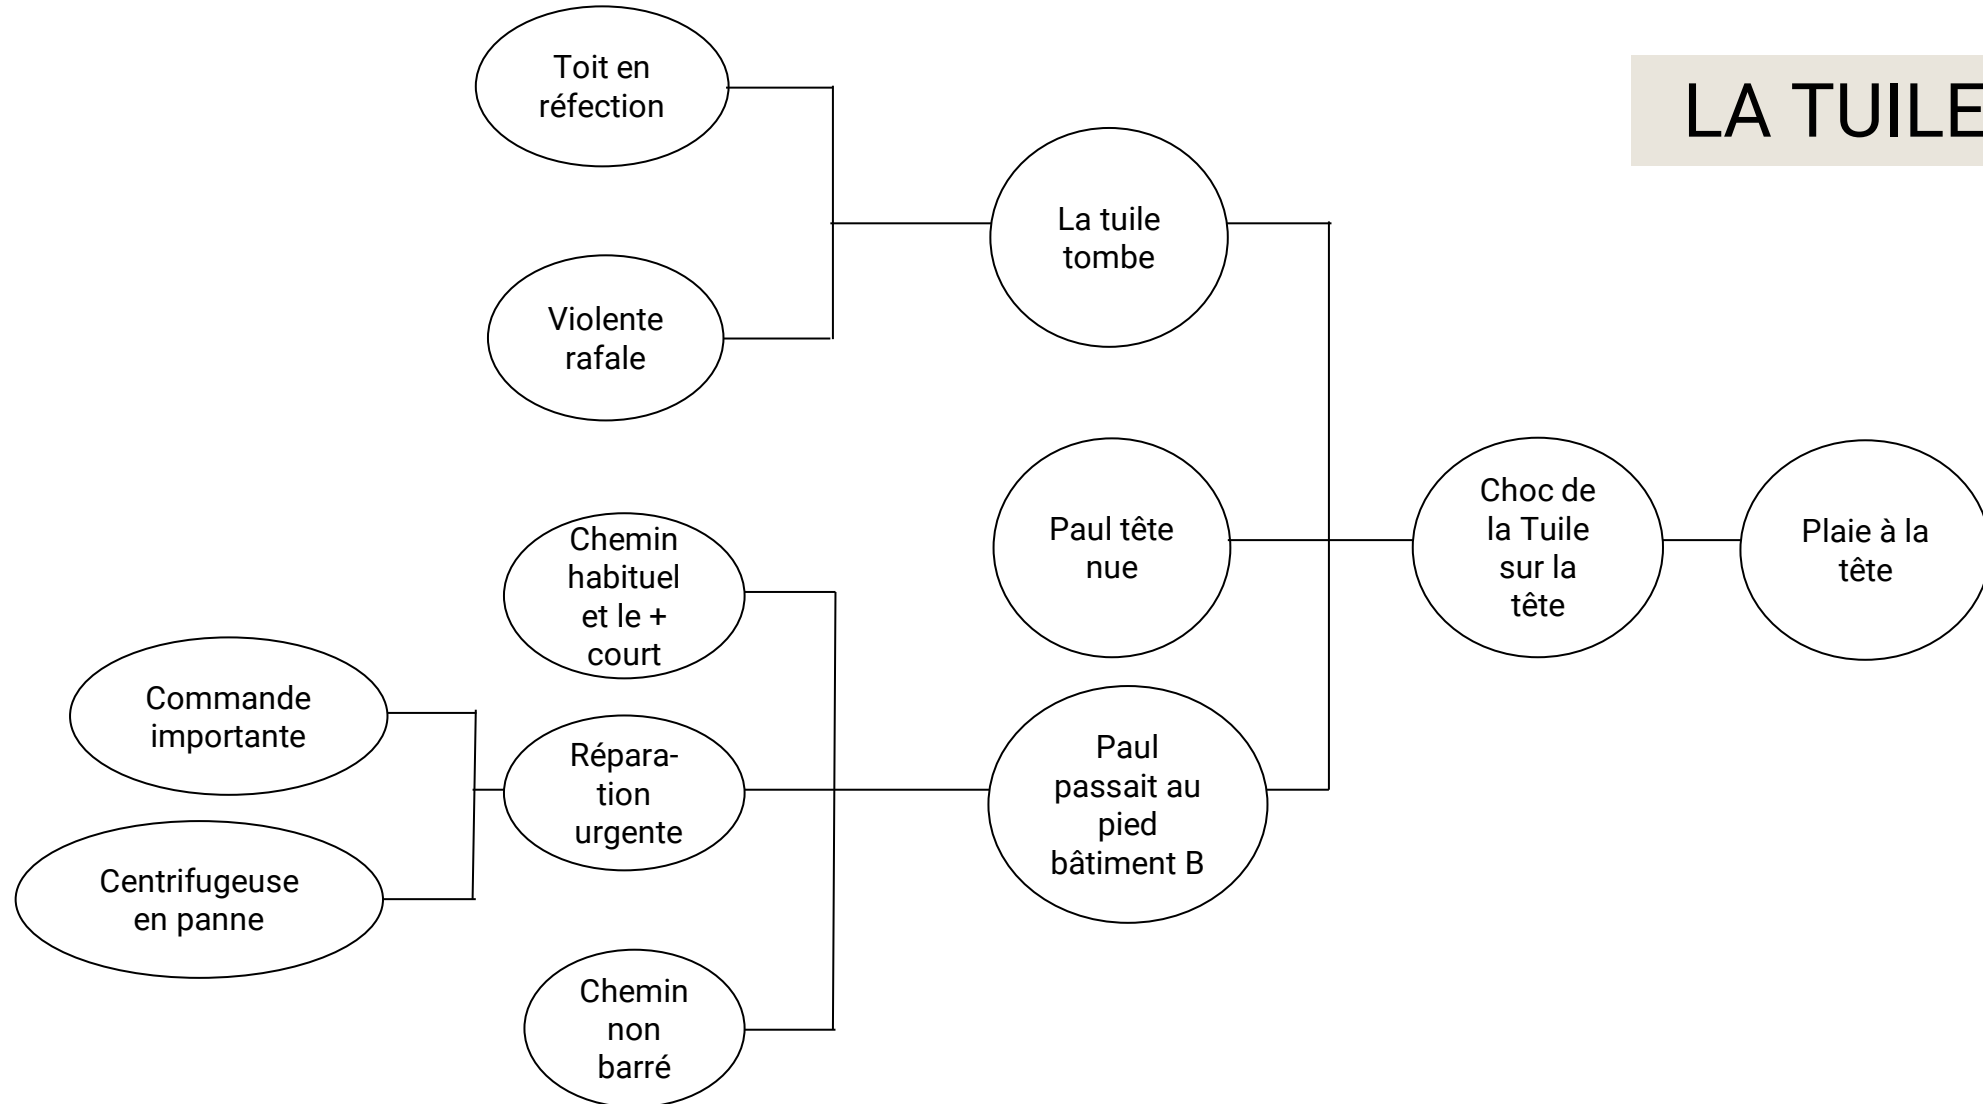 Toit en
réfection
LA TUILE
La tuile
tombe
Violente
rafale
Chemin
habituel
et le +
court
Paul tête
nue
Choc de
la Tuile
sur la
tête
Plaie à la
tête
Commande
importante
Répara-
tion
urgente
Paul
passait au
pied
bâtiment B
Centrifugeuse
en panne
Chemin
non
barré